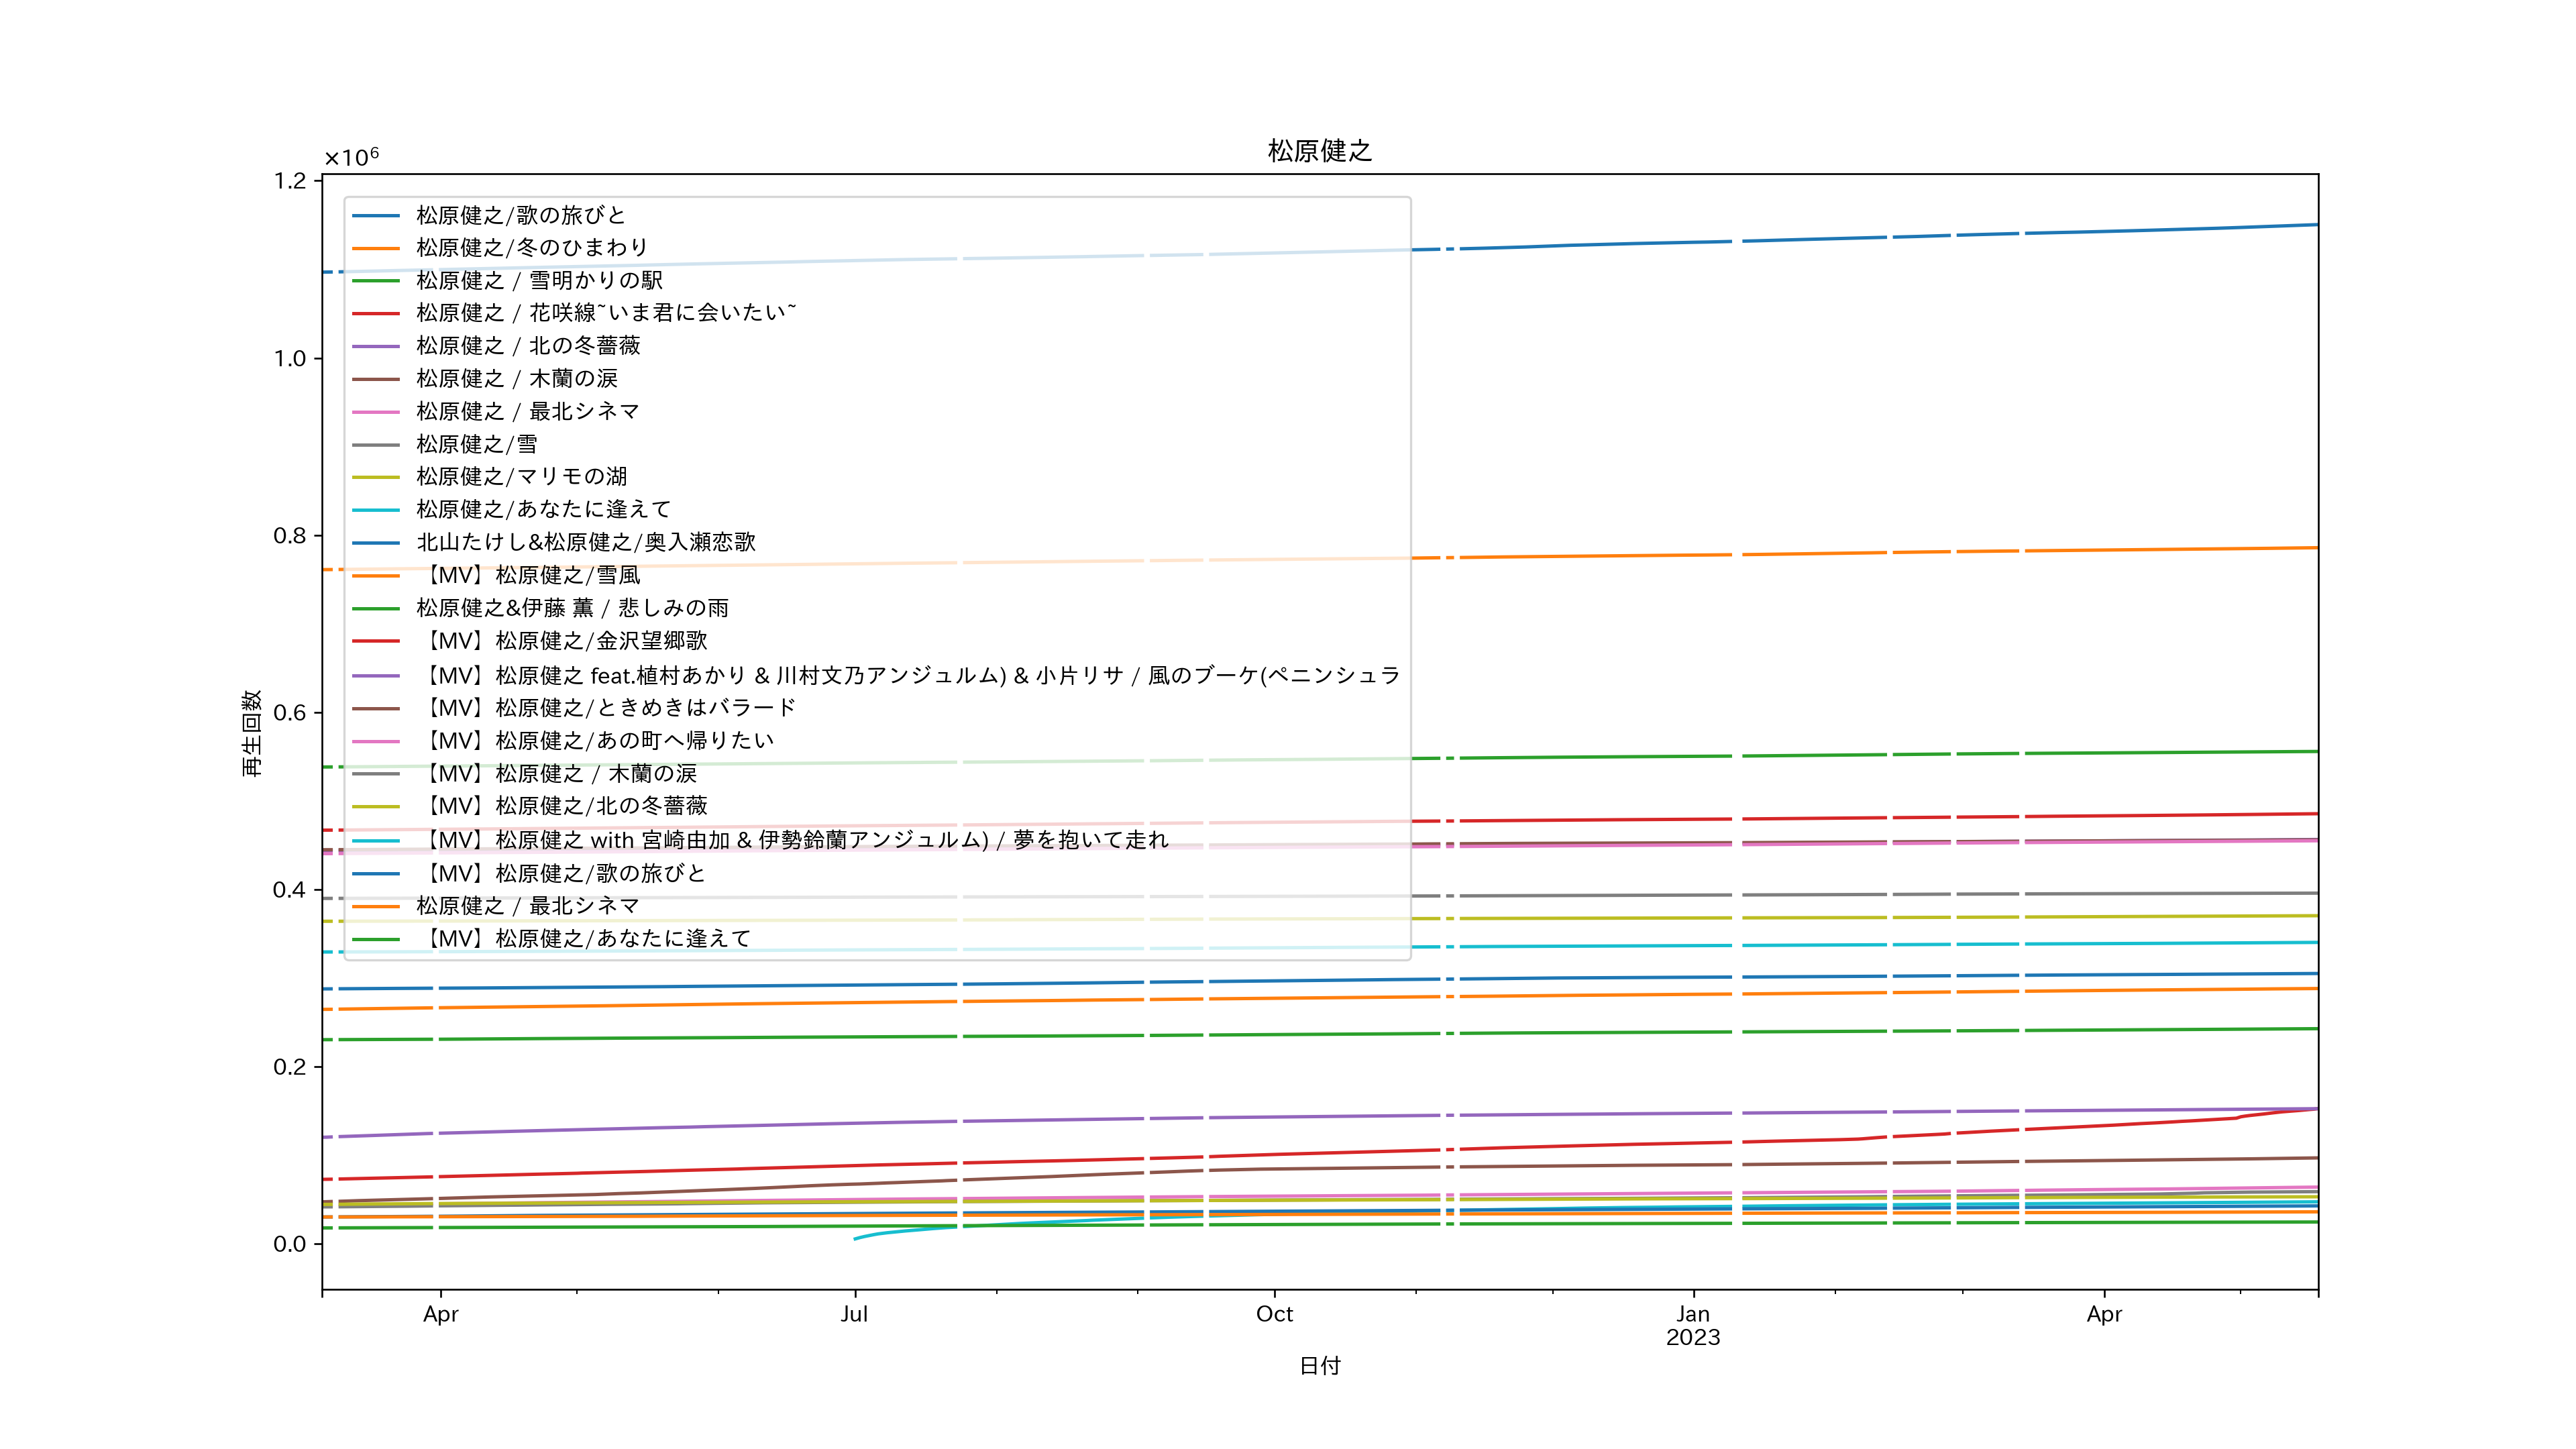 松原健之
×10⁶
1.2
1.0
0.8
0.6
0.4
0.2
0.0
再生回数
松原健之/歌の旅びと
松原健之/冬のひまわり
松原健之 / 雪明かりの駅
松原健之 / 花咲線~いま君に会いたい~
松原健之 / 北の冬薔薇
松原健之 / 木蘭の涙
松原健之 / 最北シネマ
松原健之/雪
松原健之/マリモの湖
松原健之/あなたに逢えて
北山たけし&松原健之/奥入瀬恋歌
【MV】松原健之/雪風
松原健之&伊藤 薫 / 悲しみの雨
【MV】松原健之/金沢望郷歌
【MV】松原健之 feat.植村あかり & 川村文乃アンジュルム) & 小片リサ / 風のブーケ(ペニンシュラ
【MV】松原健之/ときめきはバラード
【MV】松原健之/あの町へ帰りたい
【MV】松原健之 / 木蘭の涙
【MV】松原健之/北の冬薔薇
【MV】松原健之 with 宮崎由加 & 伊勢鈴蘭アンジュルム) / 夢を抱いて走れ
【MV】松原健之/歌の旅びと
松原健之 / 最北シネマ
【MV】松原健之/あなたに逢えて
Apr
Jul
Oct
Jan
2023
Apr
日付